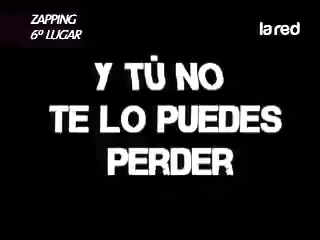 ZAPPING
6º LUGAR
la red
Y TÚ NO
TE LO PUEDES
PERDER